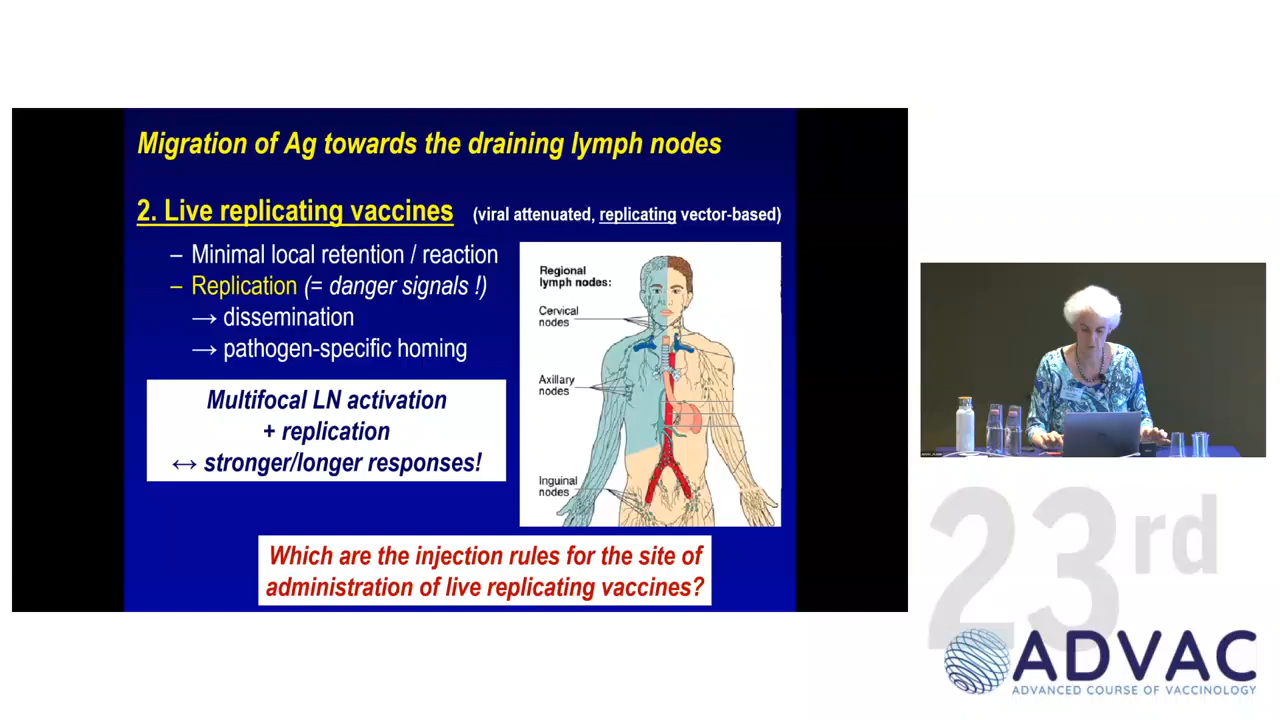 Migration of Ag towards the draining lymph nodes
2. Live replicating vaccines (viral attenuated, replicating vector-based)
– Minimal local retention / reaction
– Replication (= danger signals !)
→ dissemination
→ pathogen-specific homing
Multifocal LN activation
+ replication
↔ stronger/longer responses!
Regional
lymph nodes:
Cervical
nodes
Axillary
nodes
Inguinal
nodes
Which are the injection rules for the site of
administration of live replicating vaccines?
23rd
ADVAC
ADVANCED COURSE OF VACCINOLOGY